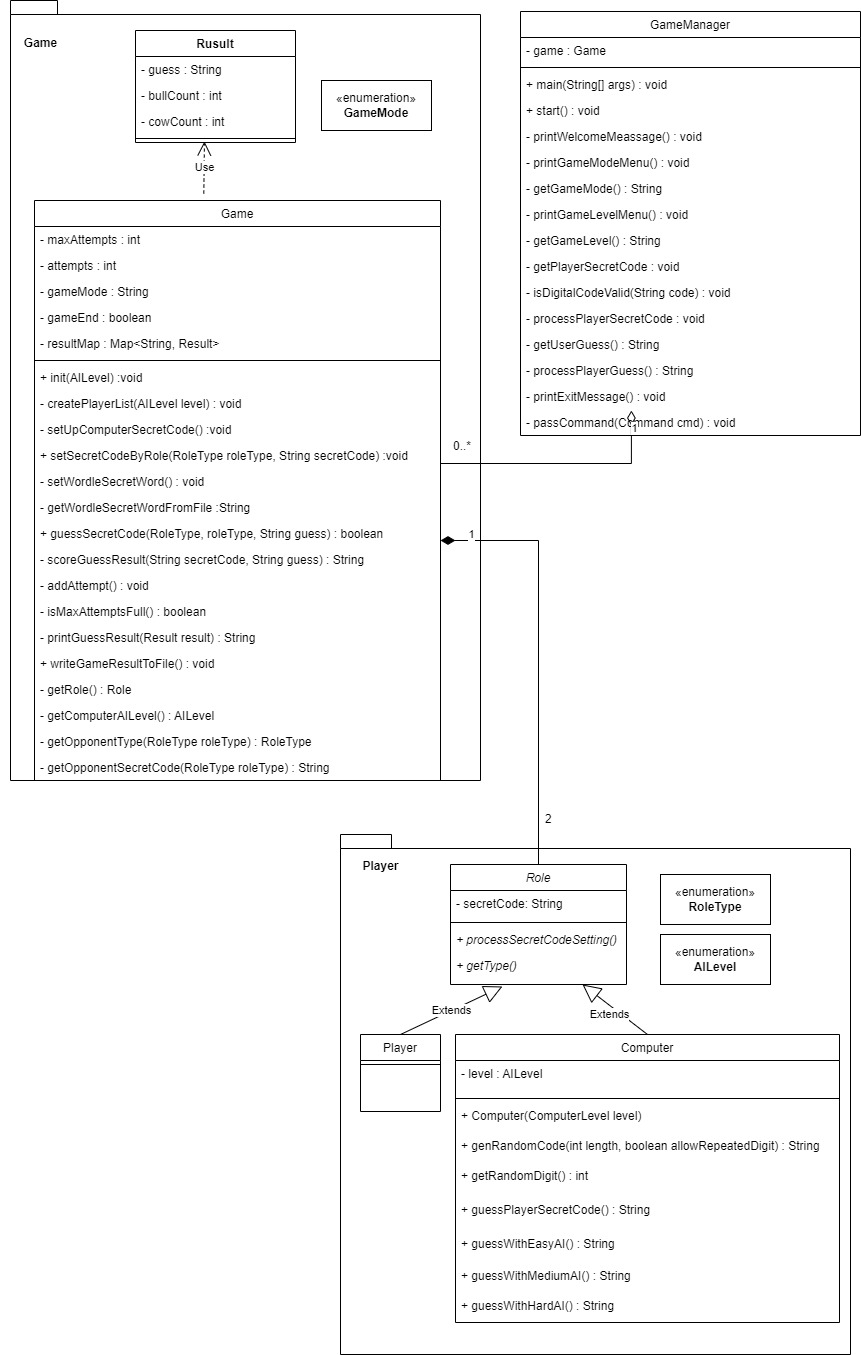 Game
Rusult
- guess : String
- bullCount : int
- cowCount : int
«enumeration»
GameMode
Use
Game
- maxAttempts : int
- attempts : int
- gameMode : String
- gameEnd : boolean
- resultMap : Map<String, Result>
+ init(AILevel) :void
- createPlayerList(AILevel level) : void
- setUpComputerSecretCode() :void
+ setSecretCodeByRole(RoleType roleType, String secretCode) :void
- setWordleSecretWord() : void
- getWordleSecretWordFromFile :String
+ guessSecretCode(RoleType, roleType, String guess) : boolean
- scoreGuessResult(String secretCode, String guess) : String
- addAttempt() : void
- isMaxAttemptsFull() : boolean
- printGuessResult(Result result) : String
+ writeGameResultToFile() : void
- getRole() : Role
- getComputerAILevel() : AILevel
- getOpponentType(RoleType roleType) : RoleType
- getOpponentSecretCode(RoleType roleType) : String
GameManager
- game : Game
+ main(String[] args) : void
+ start() : void
- printWelcomeMeassage() : void
- printGameModeMenu() : void
- getGameMode() : String
- printGameLevelMenu() : void
- getGameLevel() : String
- getPlayerSecretCode : void
- isDigitalCodeValid(String code) : void
- processPlayerSecretCode : void
- getUserGuess() : String
- processPlayerGuess() : String
- printExitMessage() : void
- passCommand(Command cmd) : void
1
0..*
1
2
Player
Role
- secretCode: String
+ processSecretCodeSetting()
+ getType()
«enumeration»
RoleType
«enumeration»
AILevel
Extends
Extends
Player
Computer
- level : AILevel
+ Computer(ComputerLevel level)
+ genRandomCode(int length, boolean allowRepeatedDigit) : String
+ getRandomDigit() : int
+ guessPlayerSecretCode() : String
+ guessWithEasyAI() : String
+ guessWithMediumAI() : String
+ guessWithHardAI() : String